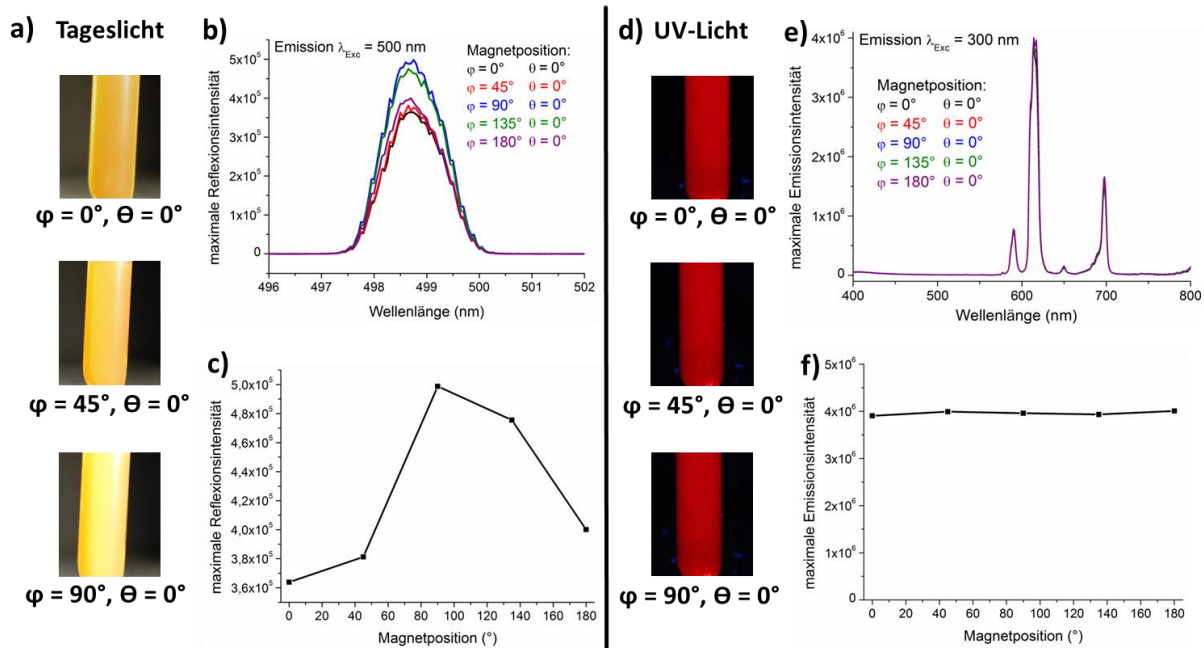 a) Tageslicht
φ = 0°, Ɵ = 0°
φ = 45°, Ɵ = 0°
φ = 90°, Ɵ = 0°
b)
Emission λExc = 500 nm
Magnetposition:
φ = 0° θ = 0°
φ = 45° θ = 0°
φ = 90° θ = 0°
φ = 135° θ = 0°
φ = 180° θ = 0°
maximale Reflexionsintensität
5x10⁵
4x10⁵
3x10⁵
2x10⁵
1x10⁵
0
496 497 498 499 500 501 502
Wellenlänge (nm)
c)
maximale Reflexionsintensität
5,0x10⁵
4,8x10⁵
4,6x10⁵
4,4x10⁵
4,2x10⁵
4,0x10⁵
3,8x10⁵
3,6x10⁵
0 20 40 60 80 100 120 140 160 180
Magnetposition (°)
d) UV-Licht
φ = 0°, Ɵ = 0°
φ = 45°, Ɵ = 0°
φ = 90°, Ɵ = 0°
e)
Emission λExc = 300 nm
Magnetposition:
φ = 0° θ = 0°
φ = 45° θ = 0°
φ = 90° θ = 0°
φ = 135° θ = 0°
φ = 180° θ = 0°
maximale Emissionsintensität
4x10⁶
3x10⁶
2x10⁶
1x10⁶
0
400 500 600 700 800
Wellenlänge (nm)
f)
maximale Emissionsintensität
5x10⁶
4x10⁶
3x10⁶
2x10⁶
1x10⁶
0
0 20 40 60 80 100 120 140 160 180
Magnetposition (°)